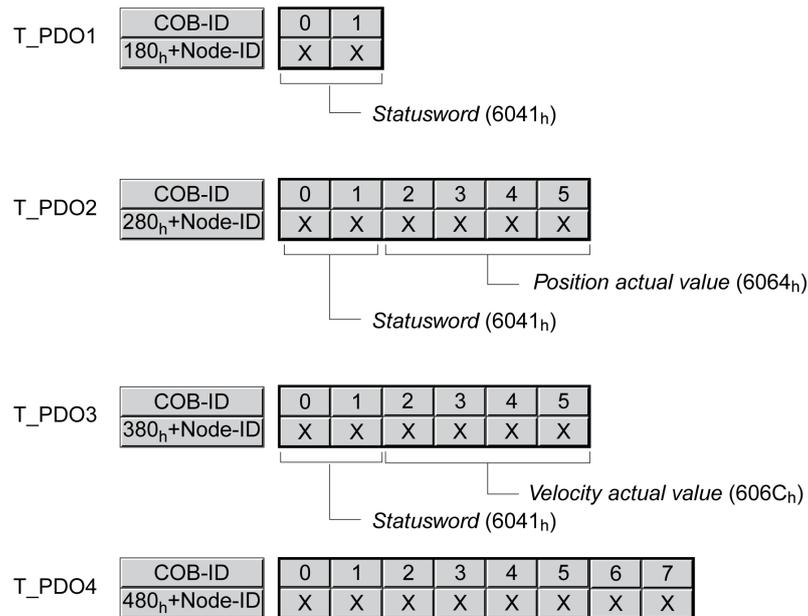 T_PDO1 COB-ID 0 1
180h+Node-ID X X
Statusword (6041h)
T_PDO2 COB-ID 0 1 2 3 4 5
280h+Node-ID X X X X X X
Position actual value (6064h)
Statusword (6041h)
T_PDO3 COB-ID 0 1 2 3 4 5
380h+Node-ID X X X X X X
Velocity actual value (606Ch)
Statusword (6041h)
T_PDO4 COB-ID 0 1 2 3 4 5 6 7
480h+Node-ID X X X X X X X X